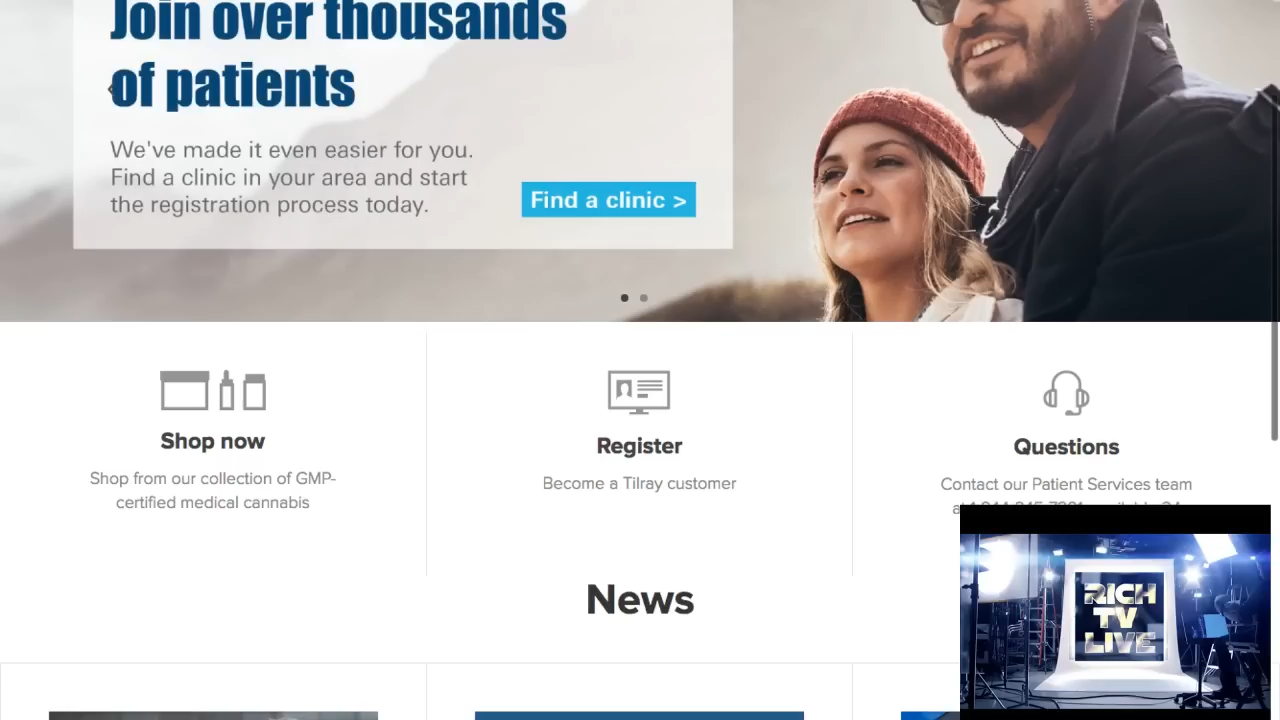 Join over thousands
of patients
We've made it even easier for you.
Find a clinic in your area and start
the registration process today.
Find a clinic >
Shop now
Shop from our collection of GMP-
certified medical cannabis
Register
Become a Tilray customer
Questions
Contact our Patient Services team
News
RICH
TV
LIVE